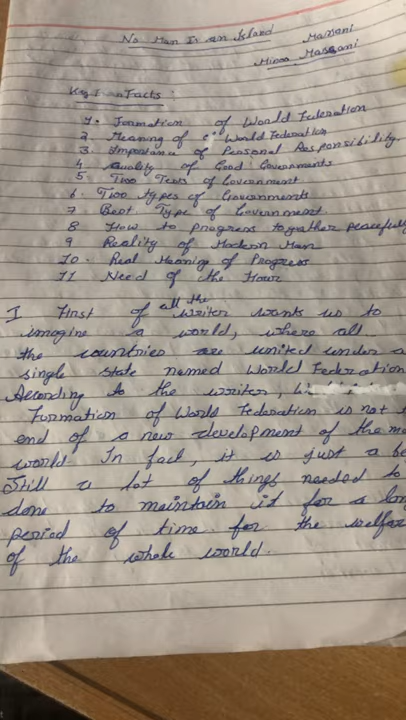 No Man Is an Island
Massani
Minoo Massani
Key Facts :
1. Formation of World Federation
2. Meaning of World Federation
3. Importance of Personal Responsibility.
4 Quality of Good Governments
5. Two Tests of Government
6. Two types of Governments
7 Best Type of Government
8 How to progress together peacefully
9 Reality of Modern Man
10. Real Meaning of Progress
11 Need of the Hour
all the
I First of writer wants us to
imagine a world, where all
the countries are united under a
single state named World Federation
According to the writer,
Formation of World Federation is not
end of a new development of the
world. In fact, it is just a
Still a lot of things needed to
done to maintain it for a
period of time for the welfare
of the whole world.